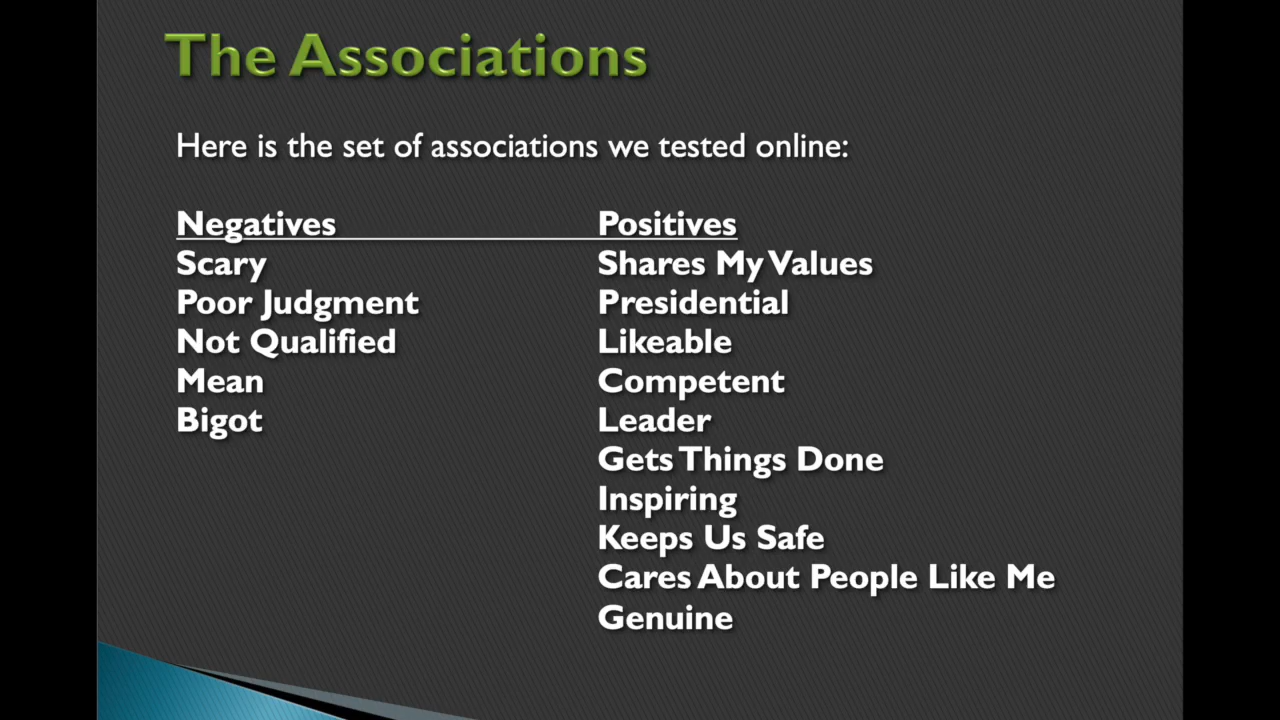 The Associations
Here is the set of associations we tested online:
Negatives Positives
Scary Shares My Values
Poor Judgment Presidential
Not Qualified Likeable
Mean Competent
Bigot Leader
Gets Things Done
Inspiring
Keeps Us Safe
Cares About People Like Me
Genuine